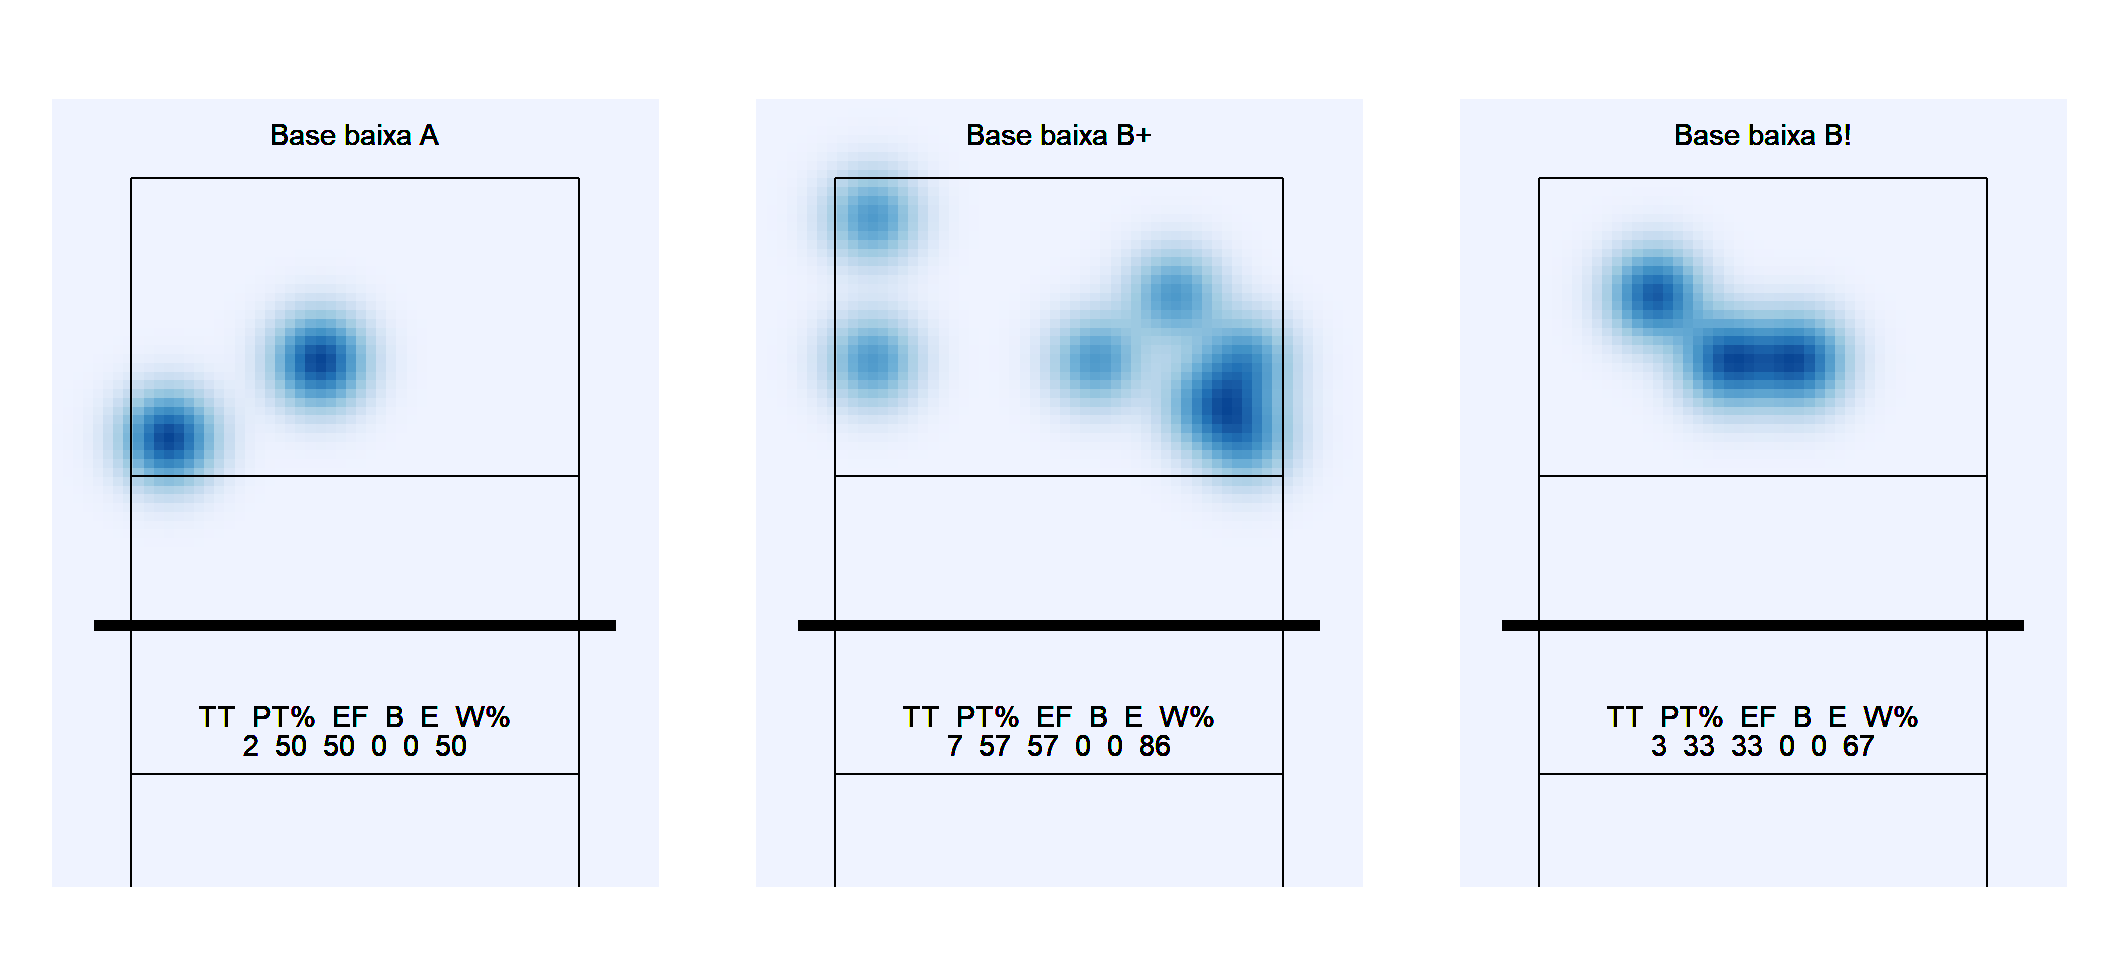 Base baixa A
TT PT% EF B E W%
2 50 50 0 0 50
Base baixa B+
TT PT% EF B E W%
7 57 57 0 0 86
Base baixa B!
TT PT% EF B E W%
3 33 33 0 0 67